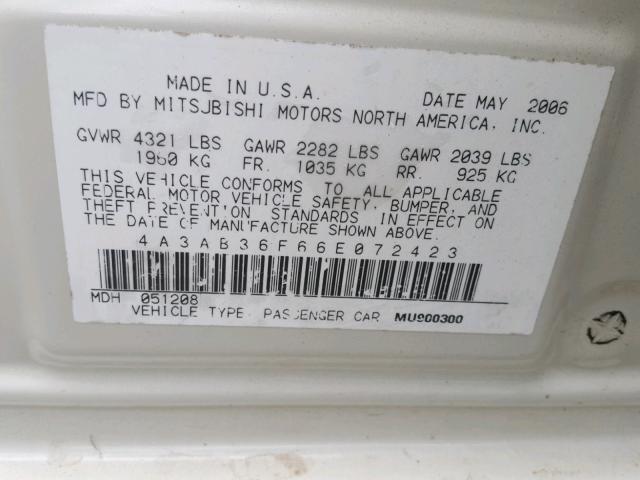 MADE IN U.S.A. DATE MAY 2006
MFD BY MITSJBISHI MOTORS NORTH AMERICA, INC.
GVWR 4321 LBS GAWR 2282 LBS GAWR 2039 LBS
1960 KG FR. 1035 KG RR. 925 KG
THIS VEHICLE CONFORMS TO ALL APPLICABLE
FEDERAL MOTOR VEHICLE SAFETY, BUMPER, AND
THEFT PREVENTION STANDARDS IN EFFECT ON
THE DATE OF MANUFACTURE SHOWN ABOVE.
4A3AB36F66E072423
MDH 051208
VEHICLE TYPE, PASSENGER CAR MU900300